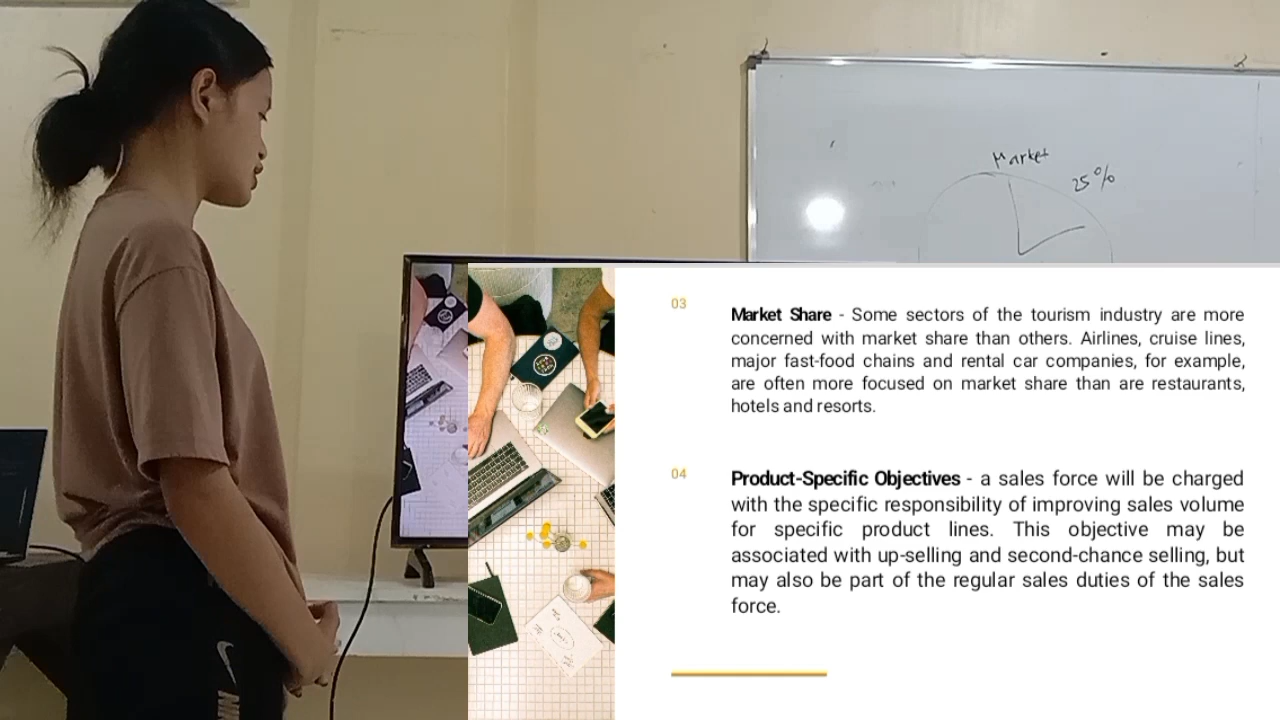 Market
25%
03
Market Share - Some sectors of the tourism industry are more
concerned with market share than others. Airlines, cruise lines,
major fast-food chains and rental car companies, for example,
are often more focused on market share than are restaurants,
hotels and resorts.
04
Product-Specific Objectives - a sales force will be charged
with the specific responsibility of improving sales volume
for specific product lines. This objective may be
associated with up-selling and second-chance selling, but
may also be part of the regular sales duties of the sales
force.